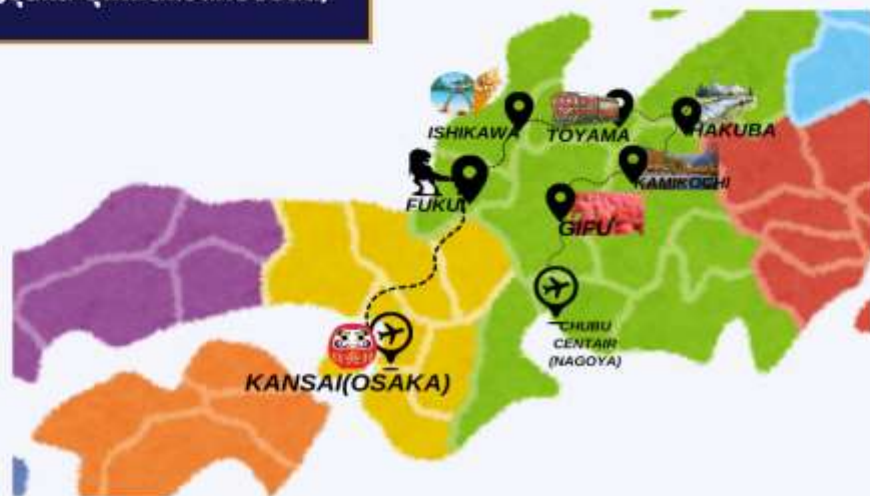 ISHIKAWA
TOYAMA
HAKUBA
KAMIKOCHI
FUKUI
GIFU
CHUBU
CENTAIR
(NAGOYA)
KANSAI(OSAKA)